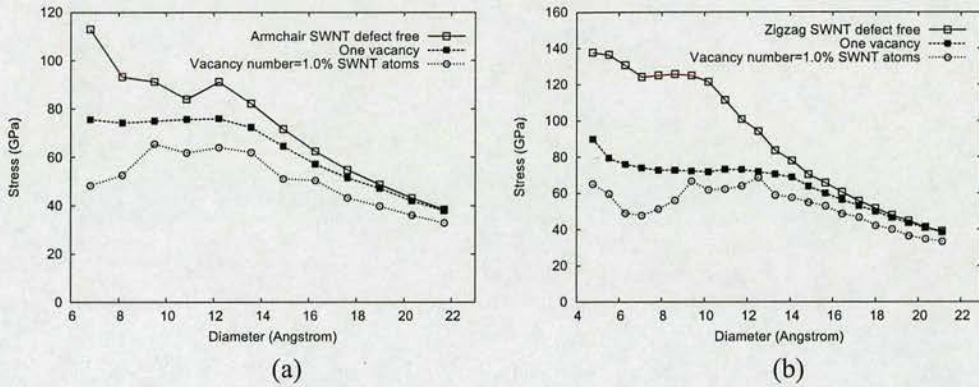 120
100
80
60
40
20
0
Stress (GPa)
Armchair SWNT defect free
One vacancy
Vacancy number=1.0% SWNT atoms
6 8 10 12 14 16 18 20 22
Diameter (Angstrom)
(a)
160
140
120
100
80
60
40
20
0
Stress (GPa)
Zigzag SWNT defect free
One vacancy
Vacancy number=1.0% SWNT atoms
4 6 8 10 12 14 16 18 20 22
Diameter (Angstrom)
(b)